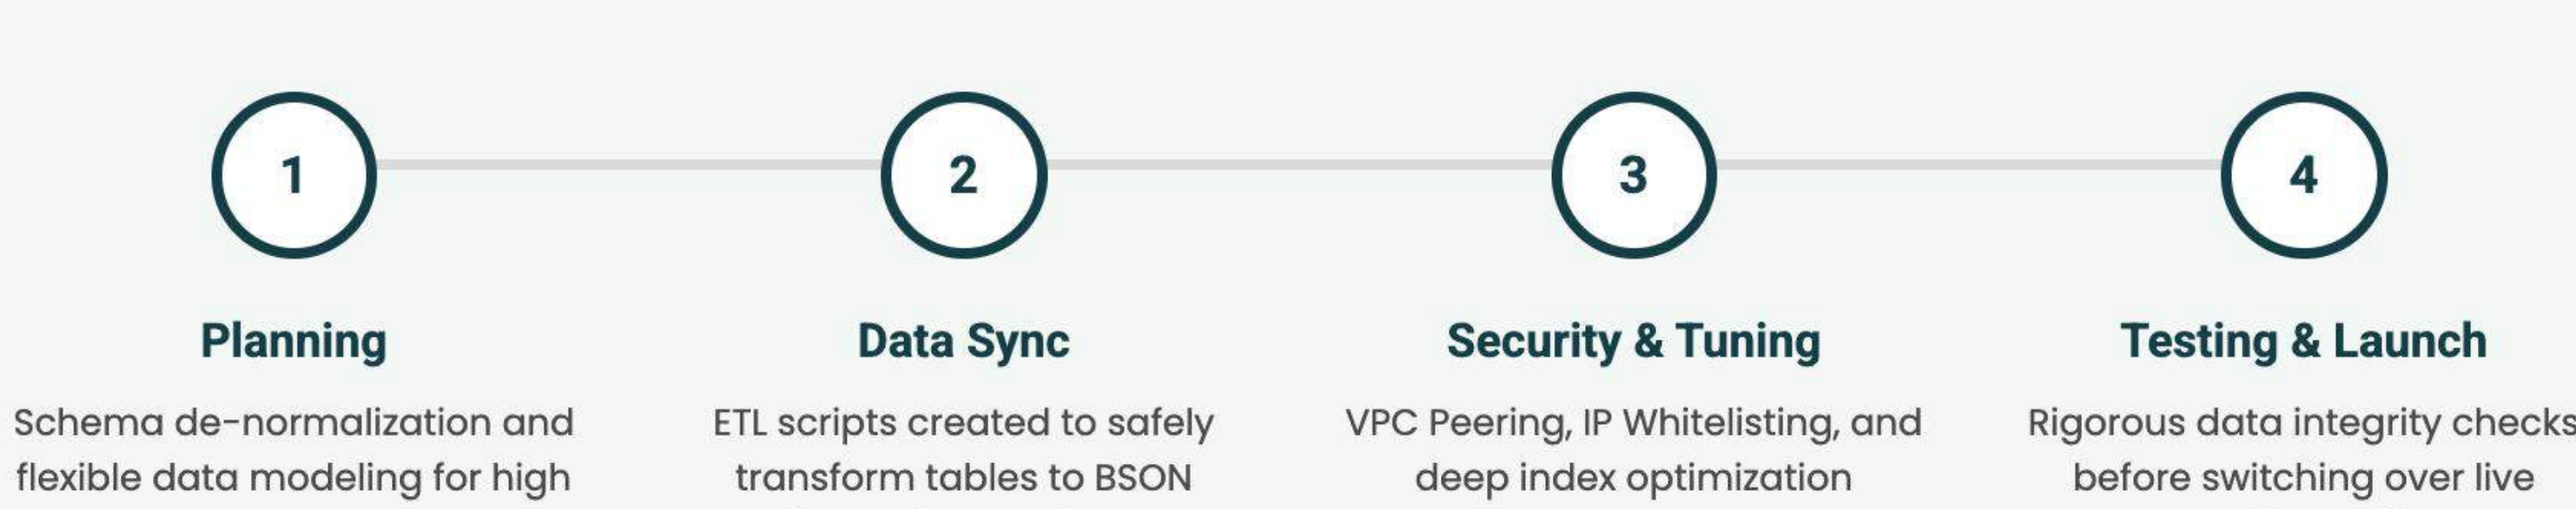 1
2
3
4
Planning
Data Sync
Security & Tuning
Testing & Launch
Schema de-normalization and
flexible data modeling for high
ETL scripts created to safely
transform tables to BSON
VPC Peering, IP Whitelisting, and
deep index optimization
Rigorous data integrity checks
before switching over live